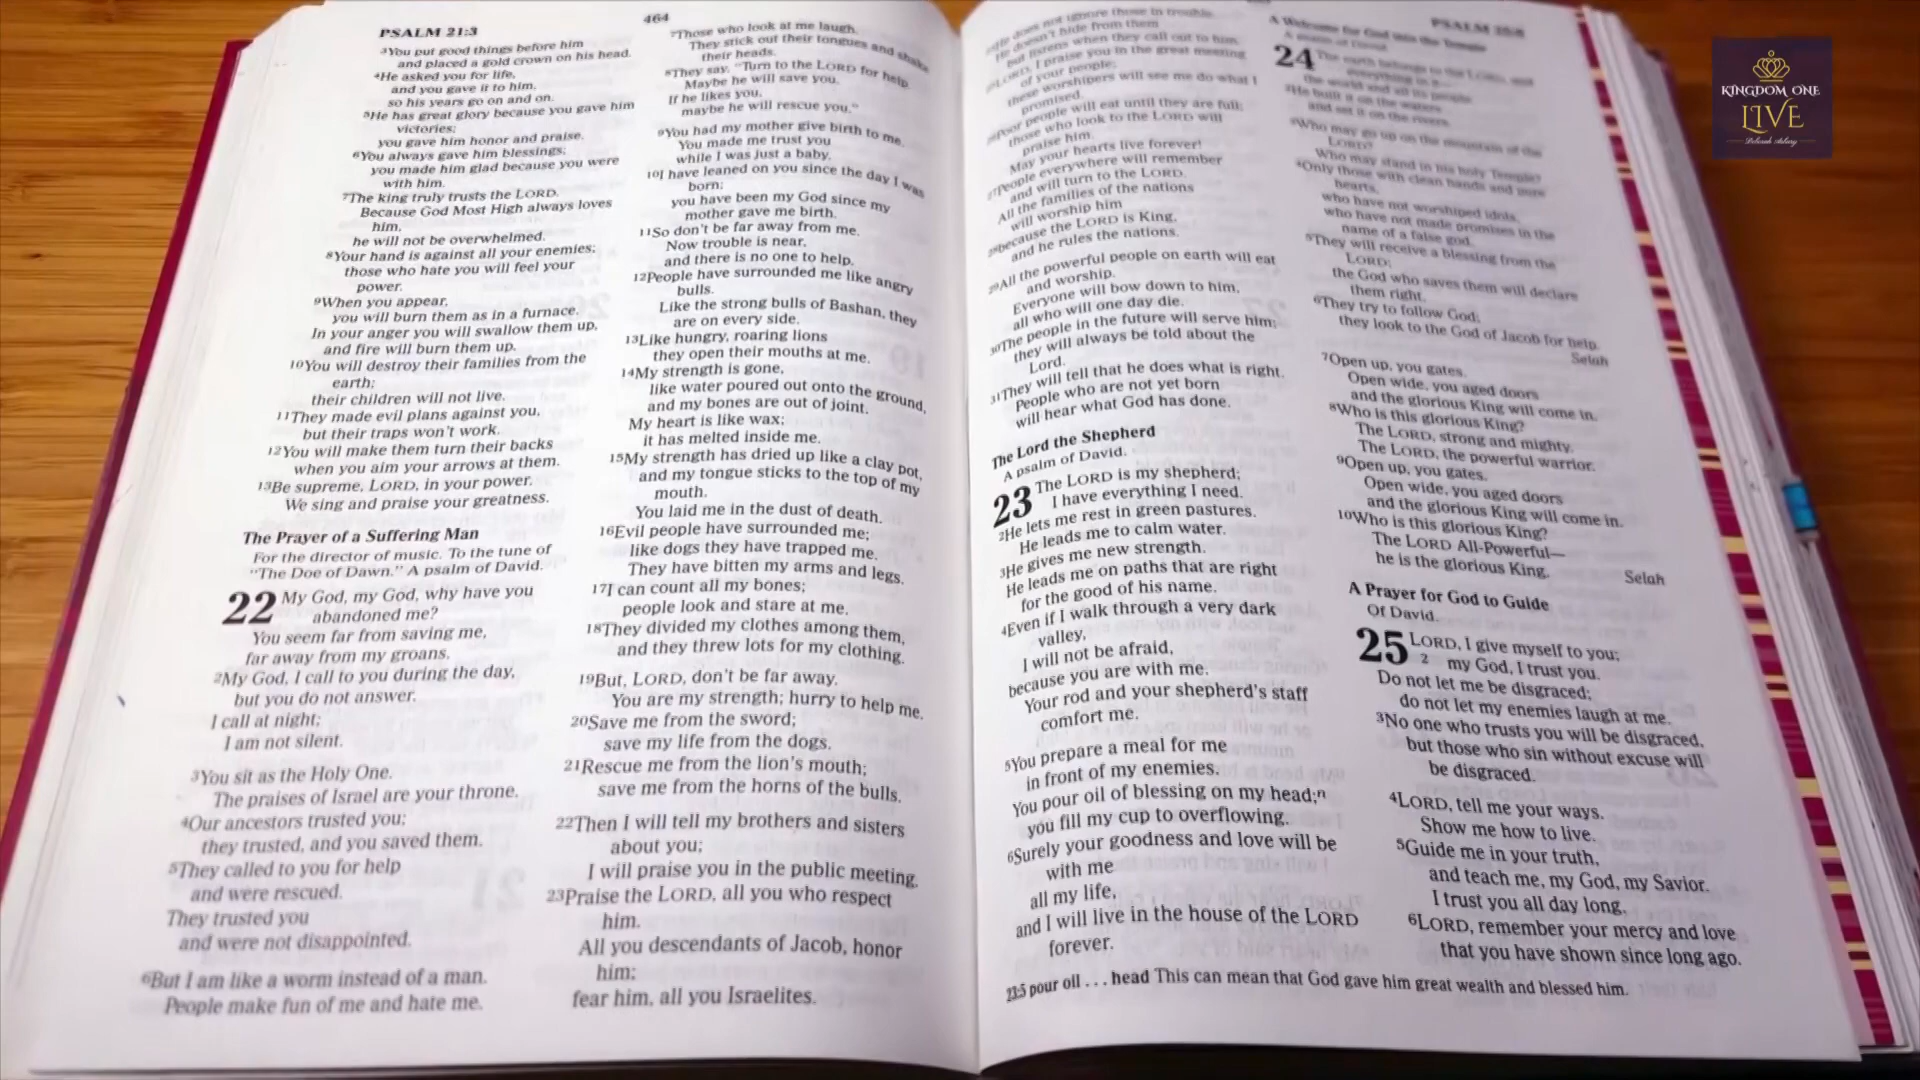 PSALM 21:3
3You put good things before him
and placed a gold crown on his head.
4He asked you for life,
and you gave it to him,
so his years go on and on.
5He has great glory because you gave him
victories;
you gave him honor and praise.
6You always gave him blessings;
you made him glad because you were
with him.
7The king truly trusts the LORD.
Because God Most High always loves
him,
he will not be overwhelmed.
8Your hand is against all your enemies;
those who hate you will feel your
power.
9When you appear,
you will burn them as in a furnace.
In your anger you will swallow them up,
and fire will burn them up.
10You will destroy their families from the
earth;
their children will not live.
11They made evil plans against you,
but their traps won't work.
12You will make them turn their backs
when you aim your arrows at them.
13Be supreme, LORD, in your power.
We sing and praise your greatness.
The Prayer of a Suffering Man
For the director of music. To the tune of
"The Doe of Dawn." A psalm of David.
22 My God, my God, why have you
abandoned me?
You seem far from saving me,
far away from my groans.
2My God, I call to you during the day,
but you do not answer.
I call at night;
I am not silent.
3You sit as the Holy One.
The praises of Israel are your throne.
4Our ancestors trusted you;
they trusted, and you saved them.
5They called to you for help
and were rescued.
They trusted you
and were not disappointed.
6But I am like a worm instead of a man.
People make fun of me and hate me.
464
7Those who look at me laugh.
They stick out their tongues and shake
their heads.
8They say, "Turn to the LORD for help.
Maybe he will save you.
If he likes you,
maybe he will rescue you."
9You had my mother give birth to me.
You made me trust you
while I was just a baby.
10I have leaned on you since the day I was
born;
you have been my God since my
mother gave me birth.
11So don't be far away from me.
Now trouble is near,
and there is no one to help.
12People have surrounded me like angry
bulls.
Like the strong bulls of Bashan, they
are on every side.
13Like hungry, roaring lions
they open their mouths at me.
14My strength is gone,
like water poured out onto the ground,
and my bones are out of joint.
My heart is like wax;
it has melted inside me.
15My strength has dried up like a clay pot,
and my tongue sticks to the top of my
mouth.
You laid me in the dust of death.
16Evil people have surrounded me;
like dogs they have trapped me.
They have bitten my arms and legs.
17I can count all my bones;
people look and stare at me.
18They divided my clothes among them,
and they threw lots for my clothing.
19But, LORD, don't be far away.
You are my strength; hurry to help me.
20Save me from the sword;
save my life from the dogs.
21Rescue me from the lion's mouth;
save me from the horns of the bulls.
22Then I will tell my brothers and sisters
about you;
I will praise you in the public meeting.
23Praise the LORD, all you who respect
him.
All you descendants of Jacob, honor
him;
fear him, all you Israelites.
does not ignore those in trouble.
He doesn't hide from them
but listens when they call out to him.
LORD, I praise you in the great meeting
of your people;
these worshipers will see me do what I
promised.
Poor people will eat until they are full;
those who look to the LORD will
praise him.
May your hearts live forever!
27People everywhere will remember
and will turn to the LORD.
All the families of the nations
will worship him
28because the LORD is King,
and he rules the nations.
29All the powerful people on earth will eat
and worship.
Everyone will bow down to him,
all who will one day die.
30The people in the future will serve him;
they will always be told about the
Lord.
31They will tell that he does what is right.
People who are not yet born
will hear what God has done.
The Lord the Shepherd
A psalm of David.
23 The LORD is my shepherd;
I have everything I need.
2He lets me rest in green pastures.
He leads me to calm water.
3He gives me new strength.
He leads me on paths that are right
for the good of his name.
4Even if I walk through a very dark
valley,
I will not be afraid,
because you are with me.
Your rod and your shepherd's staff
comfort me.
5You prepare a meal for me
in front of my enemies.
You pour oil of blessing on my head;n
you fill my cup to overflowing.
6Surely your goodness and love will be
with me
all my life,
and I will live in the house of the LORD
forever.
A Welcome for God into the Temple
A psalm of David.
24 The earth belongs to the LORD, and
everything in it—
the world and all its people.
2He built it on the waters
and set it on the rivers.
3Who may go up on the mountain of the
LORD?
Who may stand in his holy Temple?
4Only those with clean hands and pure
hearts,
who have not worshiped idols,
who have not made promises in the
name of a false god.
5They will receive a blessing from the
LORD;
the God who saves them will declare
them right.
6They try to follow God;
they look to the God of Jacob for help.
Selah
7Open up, you gates.
Open wide, you aged doors
and the glorious King will come in.
8Who is this glorious King?
The LORD, strong and mighty.
The LORD, the powerful warrior.
9Open up, you gates.
Open wide, you aged doors
and the glorious King will come in.
10Who is this glorious King?
The LORD All-Powerful—
he is the glorious King.
Selah
A Prayer for God to Guide
Of David.
25 LORD, I give myself to you;
2 my God, I trust you.
Do not let me be disgraced;
do not let my enemies laugh at me.
3No one who trusts you will be disgraced,
but those who sin without excuse will
be disgraced.
4LORD, tell me your ways.
Show me how to live.
5Guide me in your truth,
and teach me, my God, my Savior.
I trust you all day long.
6LORD, remember your mercy and love
that you have shown since long ago.
23:5 pour oil . . . head This can mean that God gave him great wealth and blessed him.
KINGDOM ONE
LIVE